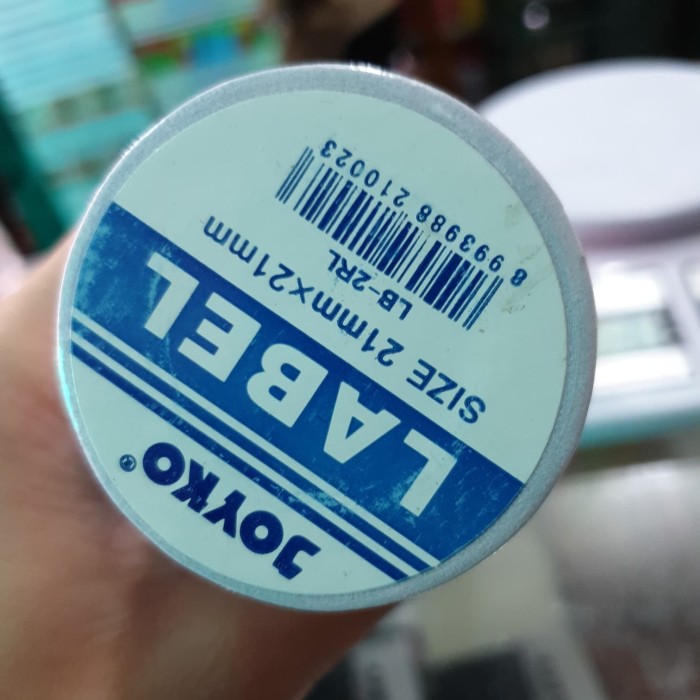 JOYKO®
LABEL
SIZE 21mmx21mm
LB-2RL
8 993988 210023